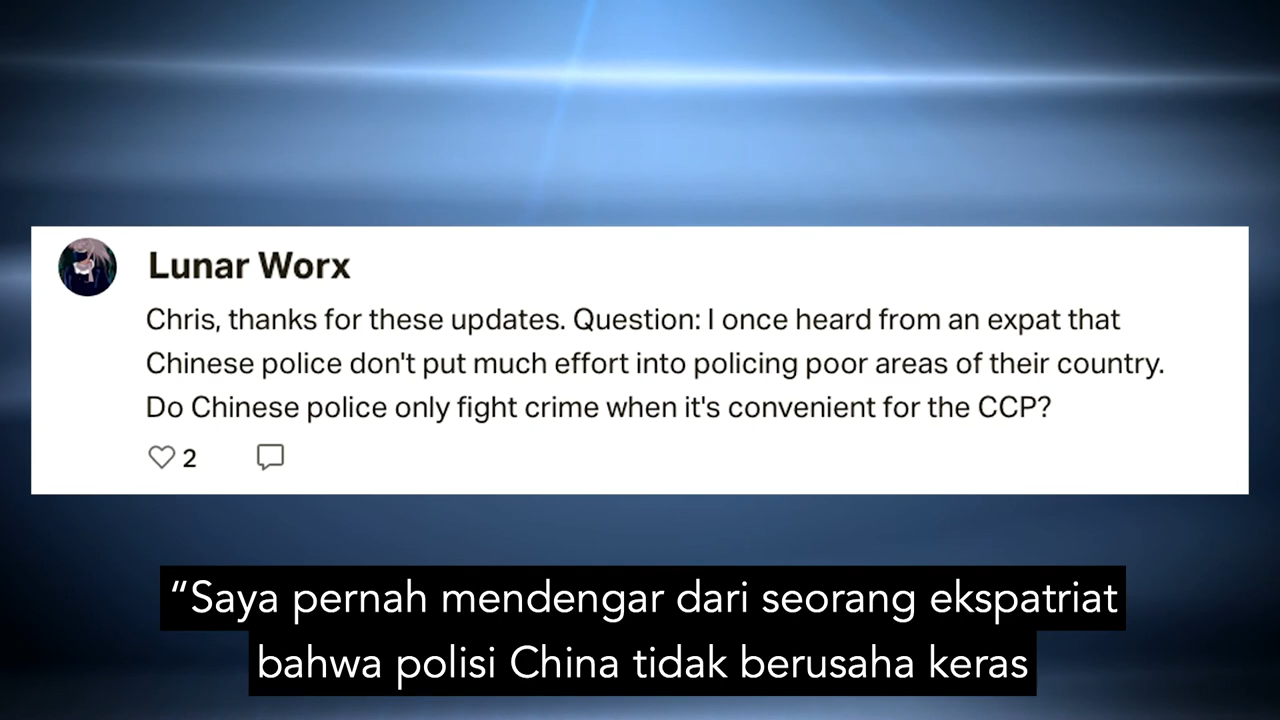 Lunar Worx
Chris, thanks for these updates. Question: I once heard from an expat that
Chinese police don't put much effort into policing poor areas of their country.
Do Chinese police only fight crime when it's convenient for the CCP?
2
“Saya pernah mendengar dari seorang ekspatriat
bahwa polisi China tidak berusaha keras